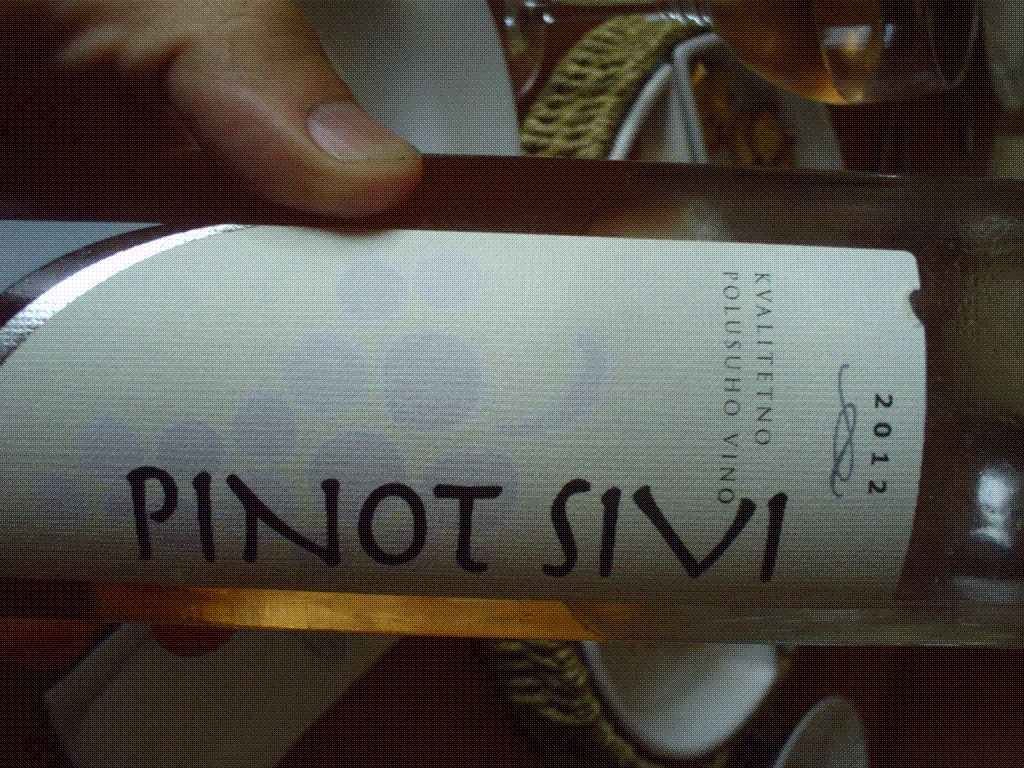 PINOT SIVI
KVALITETNO
POLUSUHO VINO
2012